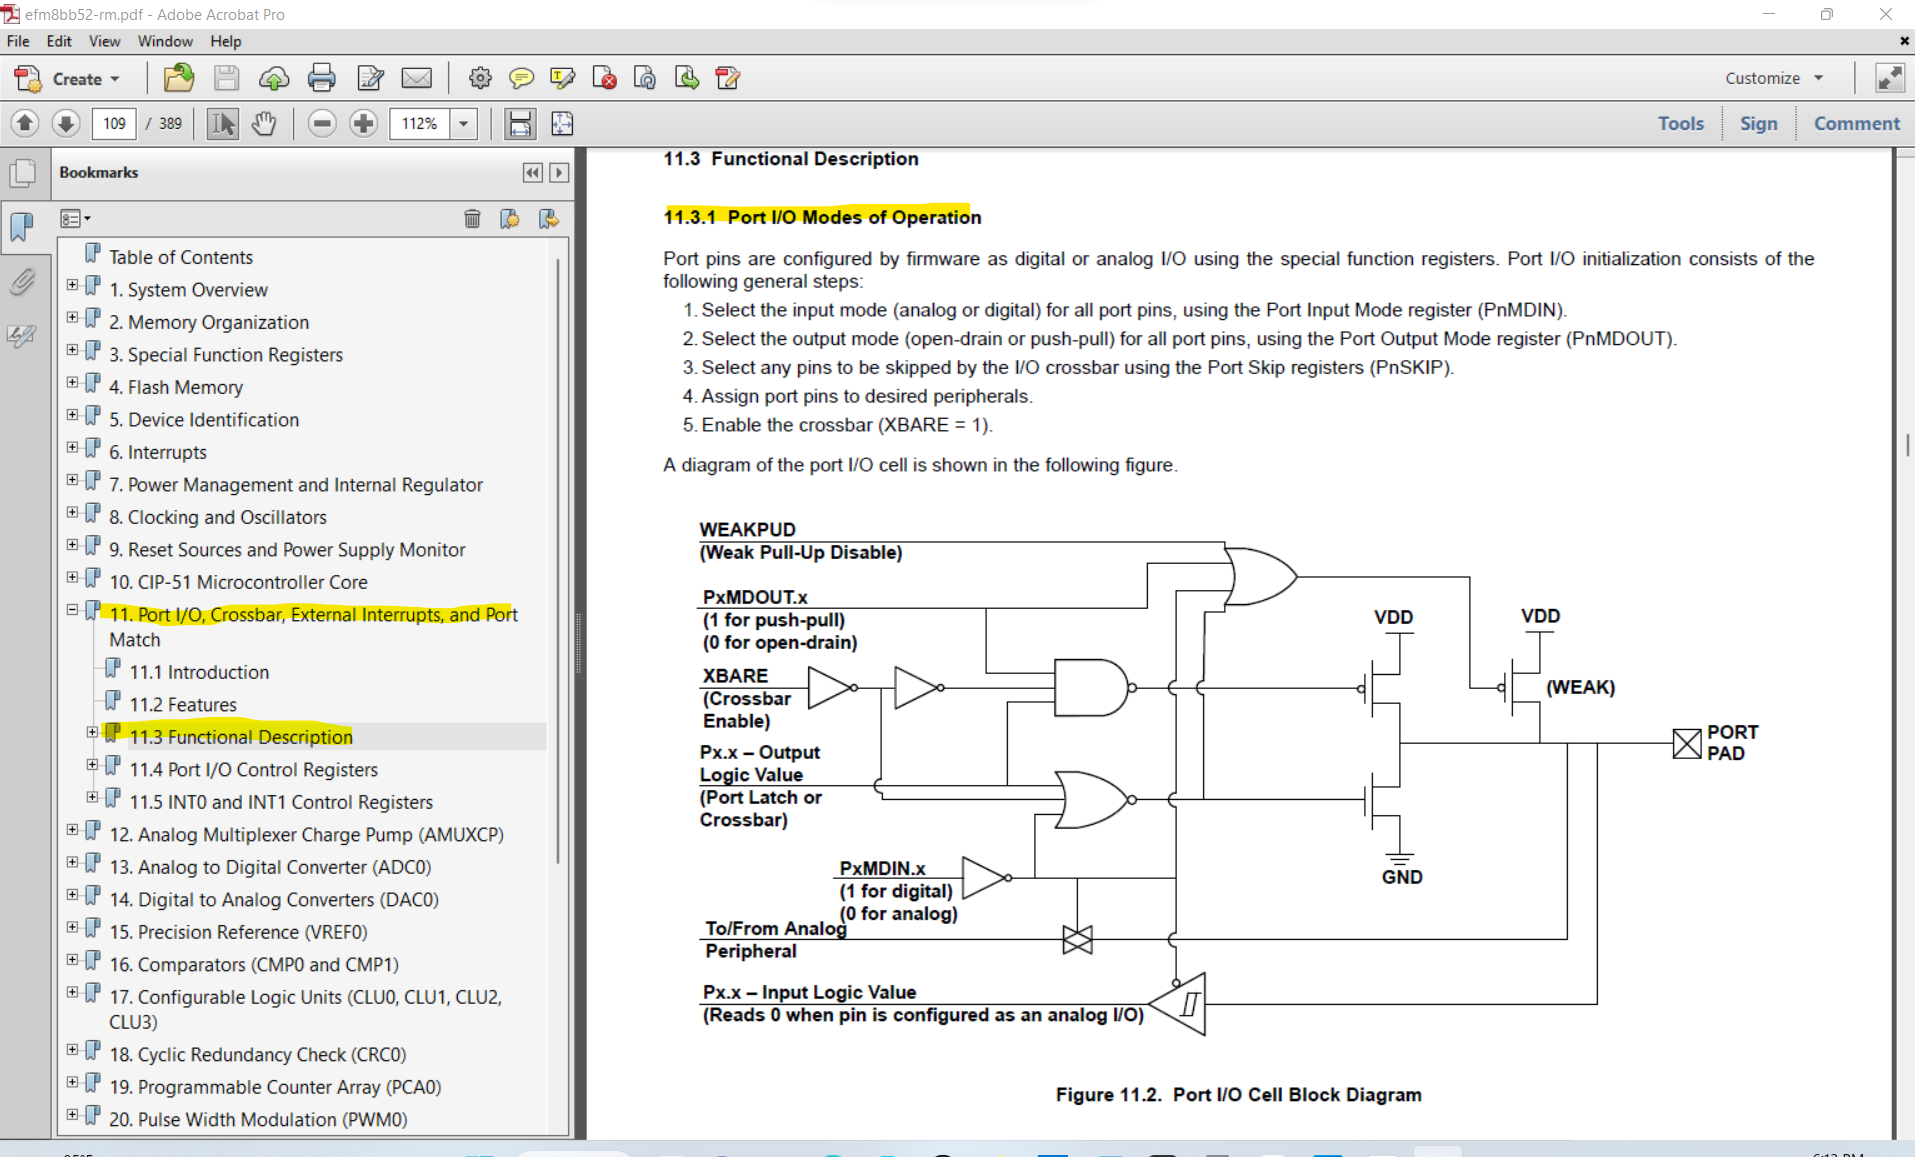 efm8bb52-rm.pdf - Adobe Acrobat Pro
File Edit View Window Help
Create
Customize
109 / 389
112%
Tools Sign Comment
Bookmarks
Table of Contents
1. System Overview
2. Memory Organization
3. Special Function Registers
4. Flash Memory
5. Device Identification
6. Interrupts
7. Power Management and Internal Regulator
8. Clocking and Oscillators
9. Reset Sources and Power Supply Monitor
10. CIP-51 Microcontroller Core
11. Port I/O, Crossbar, External Interrupts, and Port
Match
11.1 Introduction
11.2 Features
11.3 Functional Description
11.4 Port I/O Control Registers
11.5 INT0 and INT1 Control Registers
12. Analog Multiplexer Charge Pump (AMUXCP)
13. Analog to Digital Converter (ADC0)
14. Digital to Analog Converters (DAC0)
15. Precision Reference (VREF0)
16. Comparators (CMP0 and CMP1)
17. Configurable Logic Units (CLU0, CLU1, CLU2,
CLU3)
18. Cyclic Redundancy Check (CRC0)
19. Programmable Counter Array (PCA0)
20. Pulse Width Modulation (PWM0)
11.3 Functional Description
11.3.1 Port I/O Modes of Operation
Port pins are configured by firmware as digital or analog I/O using the special function registers. Port I/O initialization consists of the
following general steps:
1. Select the input mode (analog or digital) for all port pins, using the Port Input Mode register (PnMDIN).
2. Select the output mode (open-drain or push-pull) for all port pins, using the Port Output Mode register (PnMDOUT).
3. Select any pins to be skipped by the I/O crossbar using the Port Skip registers (PnSKIP).
4. Assign port pins to desired peripherals.
5. Enable the crossbar (XBARE = 1).
A diagram of the port I/O cell is shown in the following figure.
WEAKPUD
(Weak Pull-Up Disable)
PxMDOUT.x
(1 for push-pull)
(0 for open-drain)
XBARE
(Crossbar
Enable)
Px.x – Output
Logic Value
(Port Latch or
Crossbar)
PxMDIN.x
(1 for digital)
(0 for analog)
To/From Analog
Peripheral
Px.x – Input Logic Value
(Reads 0 when pin is configured as an analog I/O)
VDD
VDD
(WEAK)
PORT
PAD
GND
Figure 11.2. Port I/O Cell Block Diagram